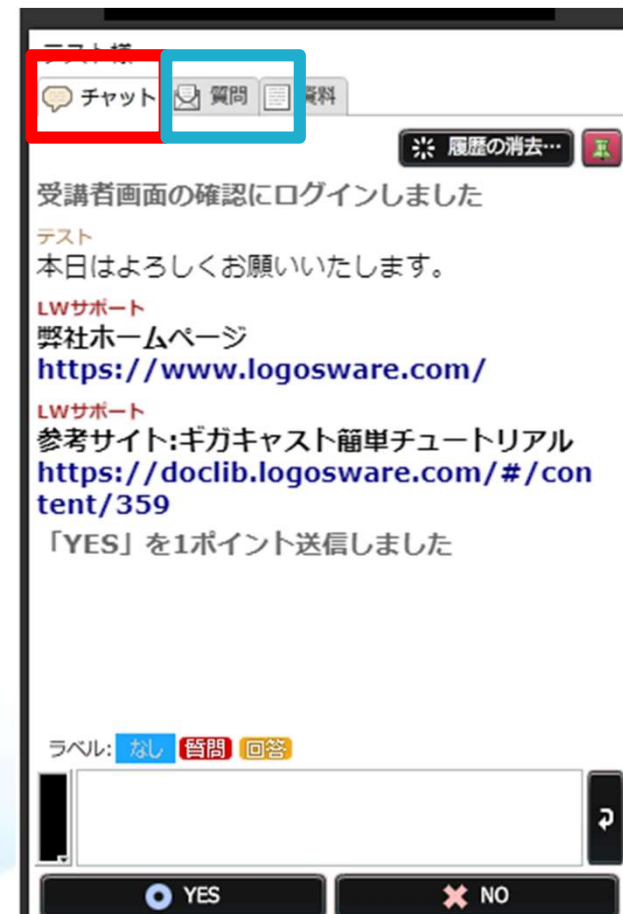 テスト様
チャット 質問 資料
履歴の消去…
受講者画面の確認にログインしました
テスト
本日はよろしくお願いいたします。
LWサポート
弊社ホームページ
https://www.logosware.com/
LWサポート
参考サイト:ギガキャスト簡単チュートリアル
https://doclib.logosware.com/#/con
tent/359
「YES」を1ポイント送信しました
ラベル: なし 質問 回答
YES NO